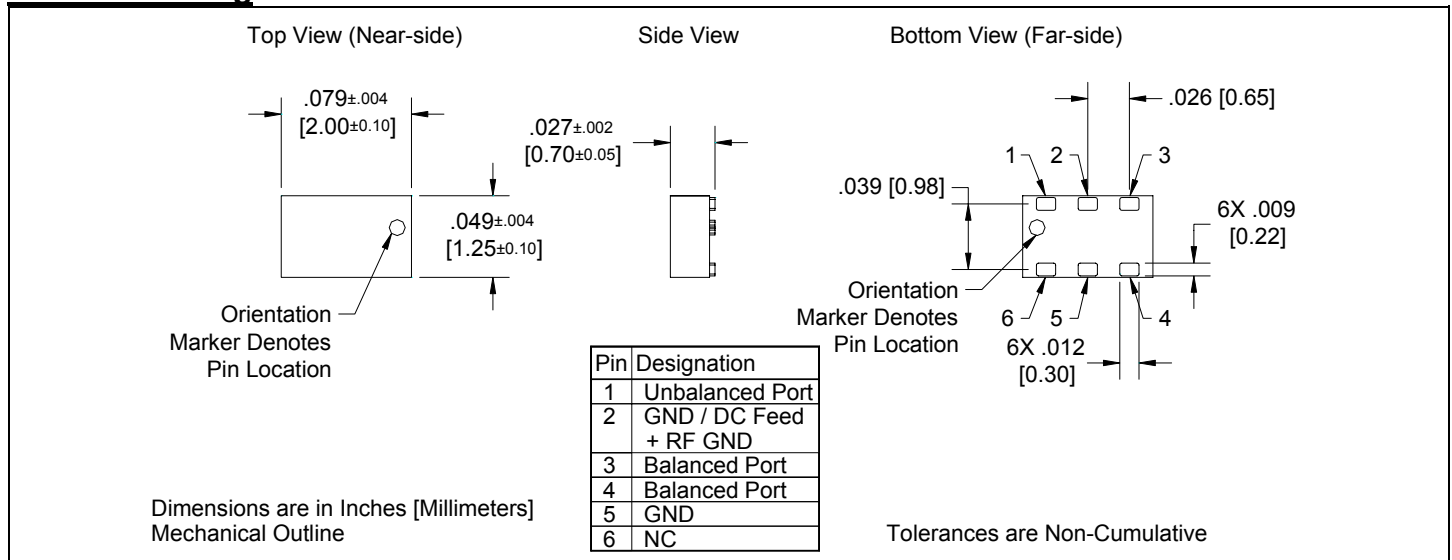 Top View (Near-side)
Side View
Bottom View (Far-side)
.079±.004
[2.00±0.10]
.049±.004
[1.25±0.10]
Orientation
Marker Denotes
Pin Location
.027±.002
[0.70±0.05]
.026 [0.65]
1
2
3
.039 [0.98]
6X .009
[0.22]
Orientation
Marker Denotes
Pin Location
6
5
4
6X .012
[0.30]
Pin Designation
1 Unbalanced Port
2 GND / DC Feed
+ RF GND
3 Balanced Port
4 Balanced Port
5 GND
6 NC
Dimensions are in Inches [Millimeters]
Mechanical Outline
Tolerances are Non-Cumulative